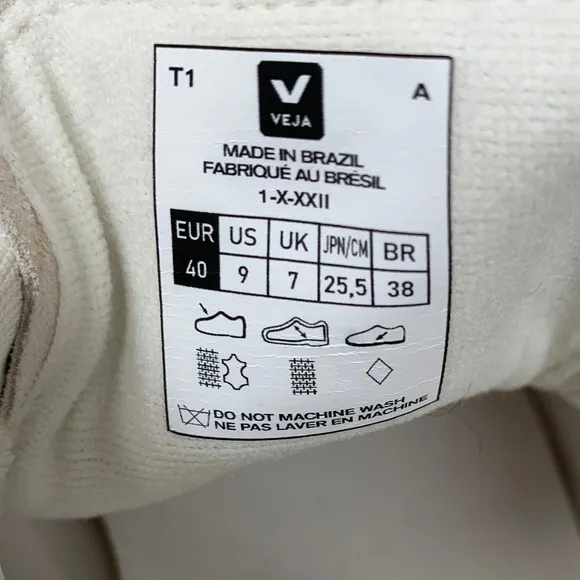 T1
A
V
VEJA
MADE IN BRAZIL
FABRIQUÉ AU BRÉSIL
1-X-XXII
EUR US UK JPN/CM BR
40 9 7 25,5 38
DO NOT MACHINE WASH
NE PAS LAVER EN MACHINE